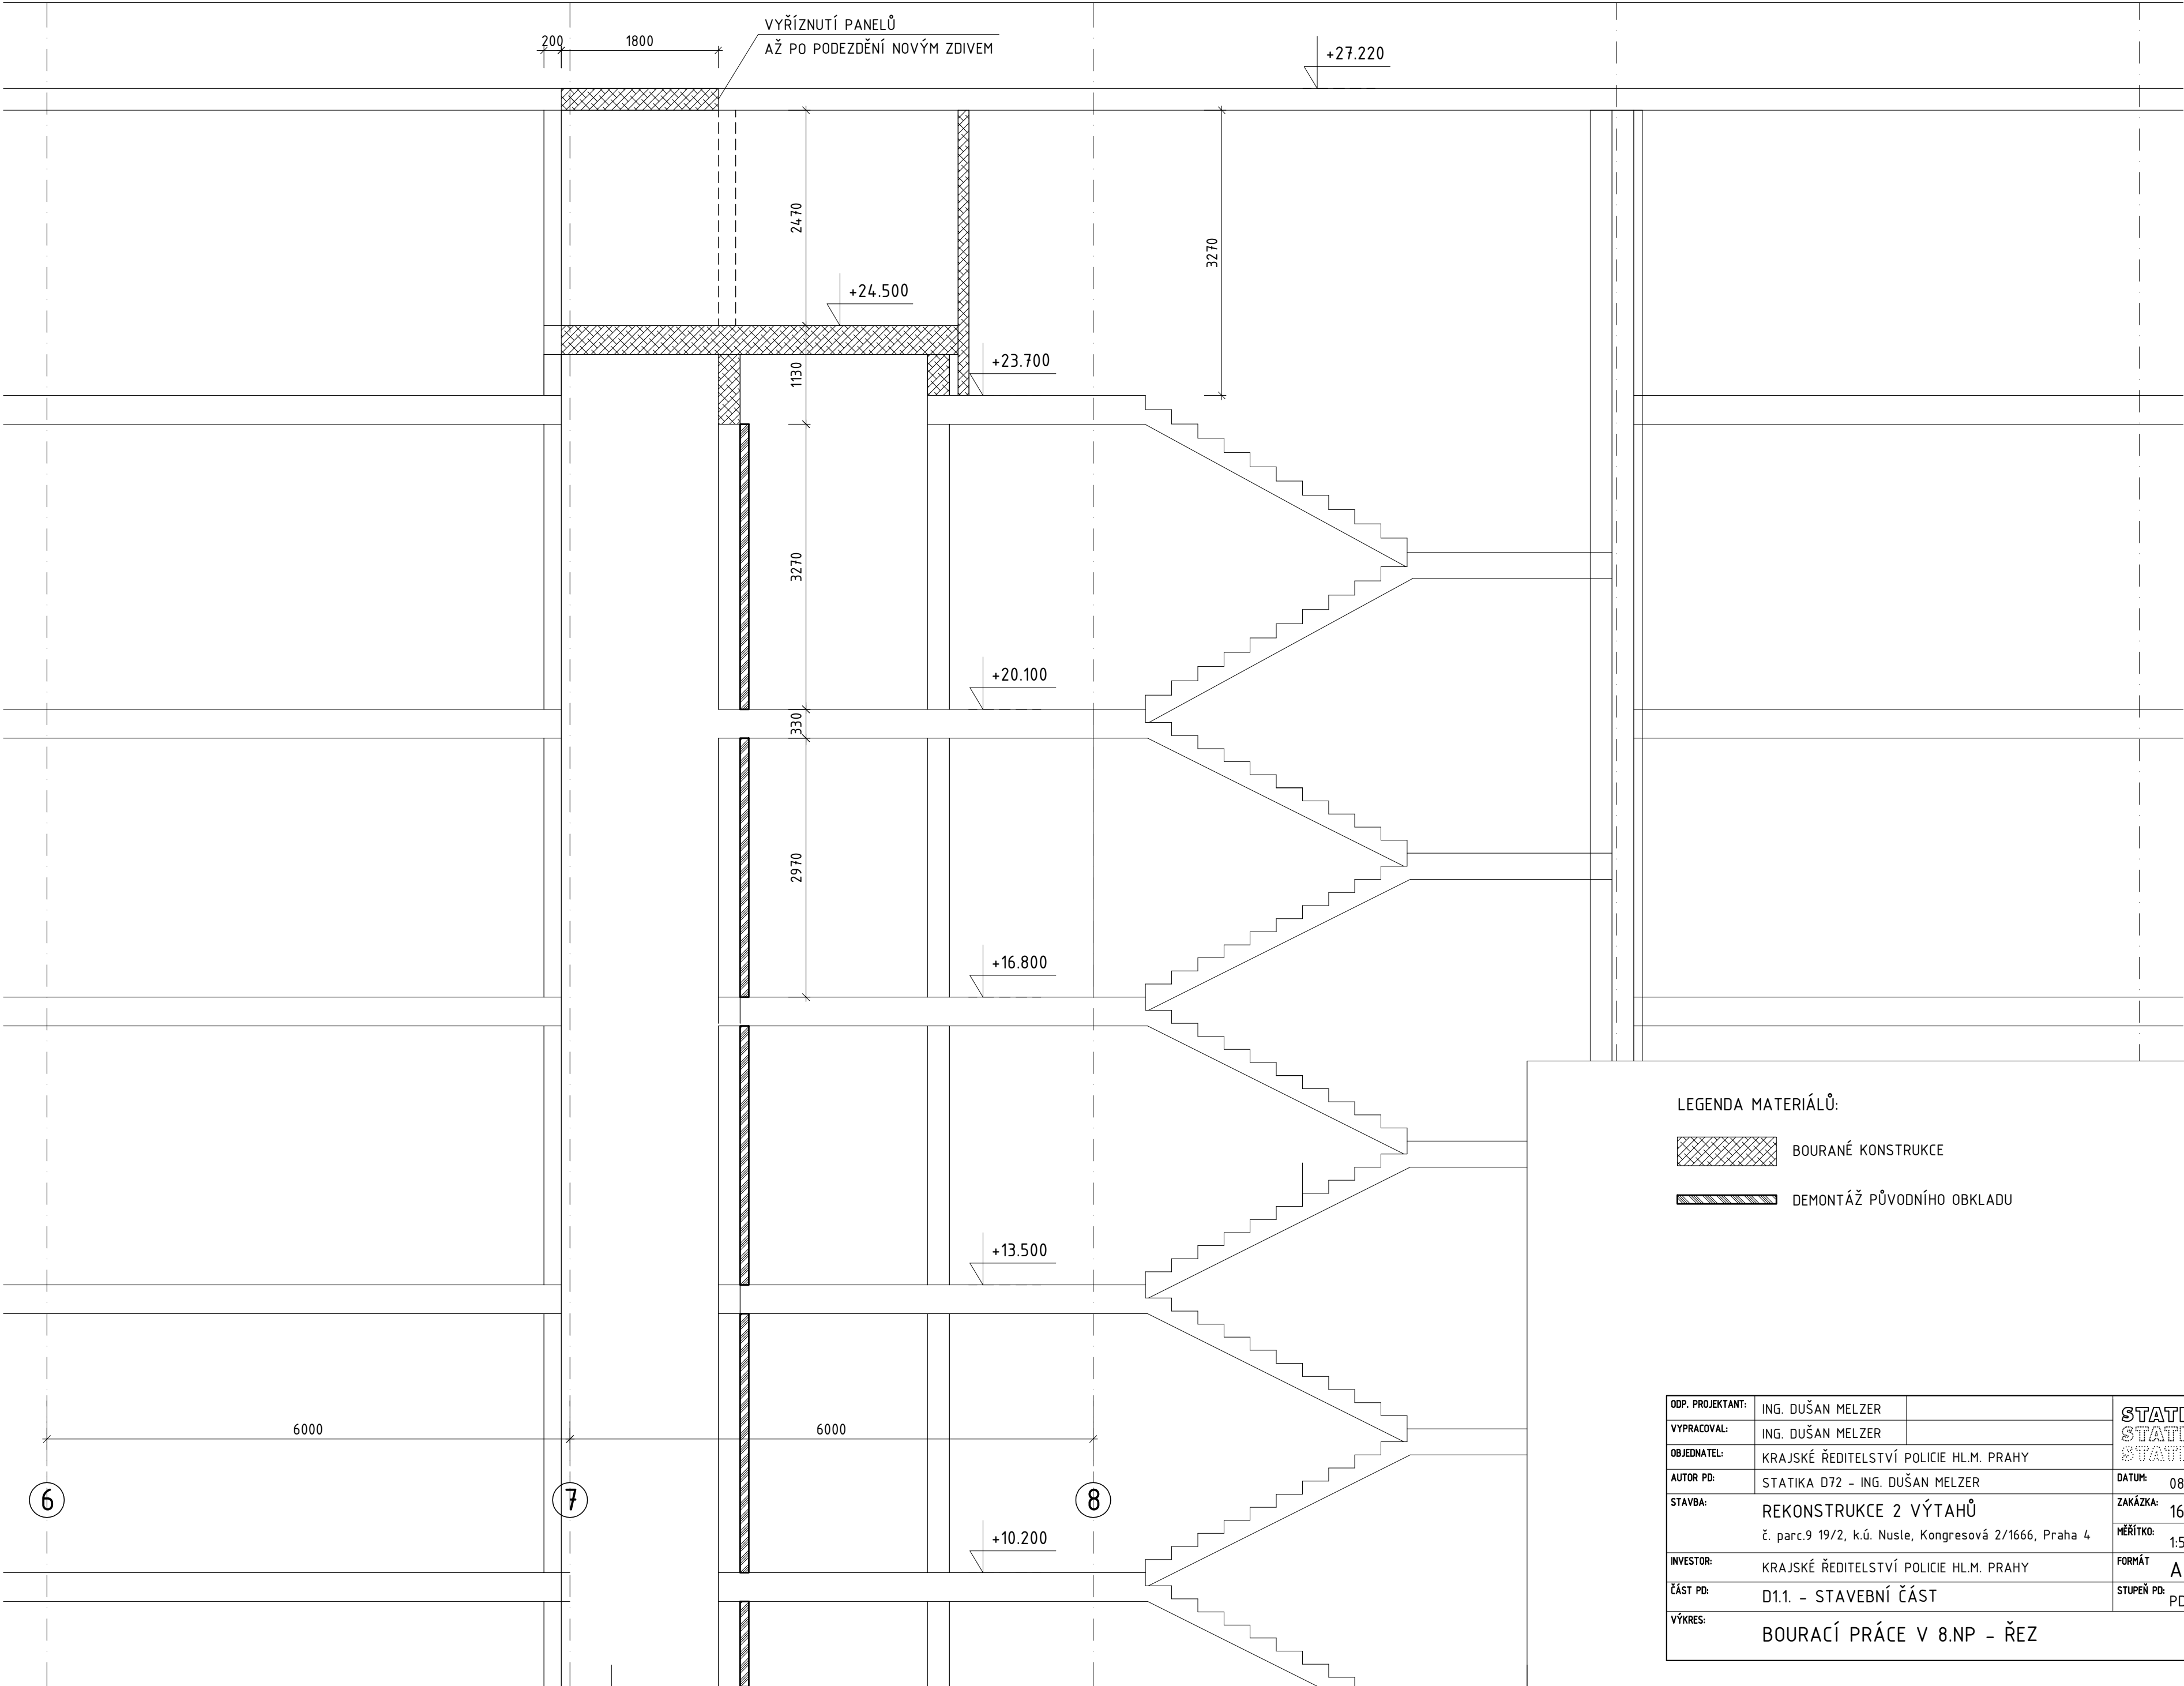 VYŘÍZNUTÍ PANELŮ
AŽ PO PODEZDĚNÍ NOVÝM ZDIVEM
200
1800
+27.220
2470
3270
+24.500
+23.700
1130
3270
+20.100
330
2970
+16.800
LEGENDA MATERIÁLŮ:
BOURANÉ KONSTRUKCE
DEMONTÁŽ PŮVODNÍHO OBKLADU
+13.500
6000
6000
6
7
8
+10.200
ODP. PROJEKTANT: ING. DUŠAN MELZER
VYPRACOVAL: ING. DUŠAN MELZER
OBJEDNATEL: KRAJSKÉ ŘEDITELSTVÍ POLICIE HL.M. PRAHY
AUTOR PD: STATIKA D72 - ING. DUŠAN MELZER
DATUM: 08
STAVBA: REKONSTRUKCE 2 VÝTAHŮ
č. parc.9 19/2, k.ú. Nusle, Kongresová 2/1666, Praha 4
ZAKÁZKA: 16
MĚŘÍTKO: 1:5
INVESTOR: KRAJSKÉ ŘEDITELSTVÍ POLICIE HL.M. PRAHY
FORMÁT A
ČÁST PD: D1.1. - STAVEBNÍ ČÁST
STUPEŇ PD:
VÝKRES:
BOURACÍ PRÁCE V 8.NP - ŘEZ